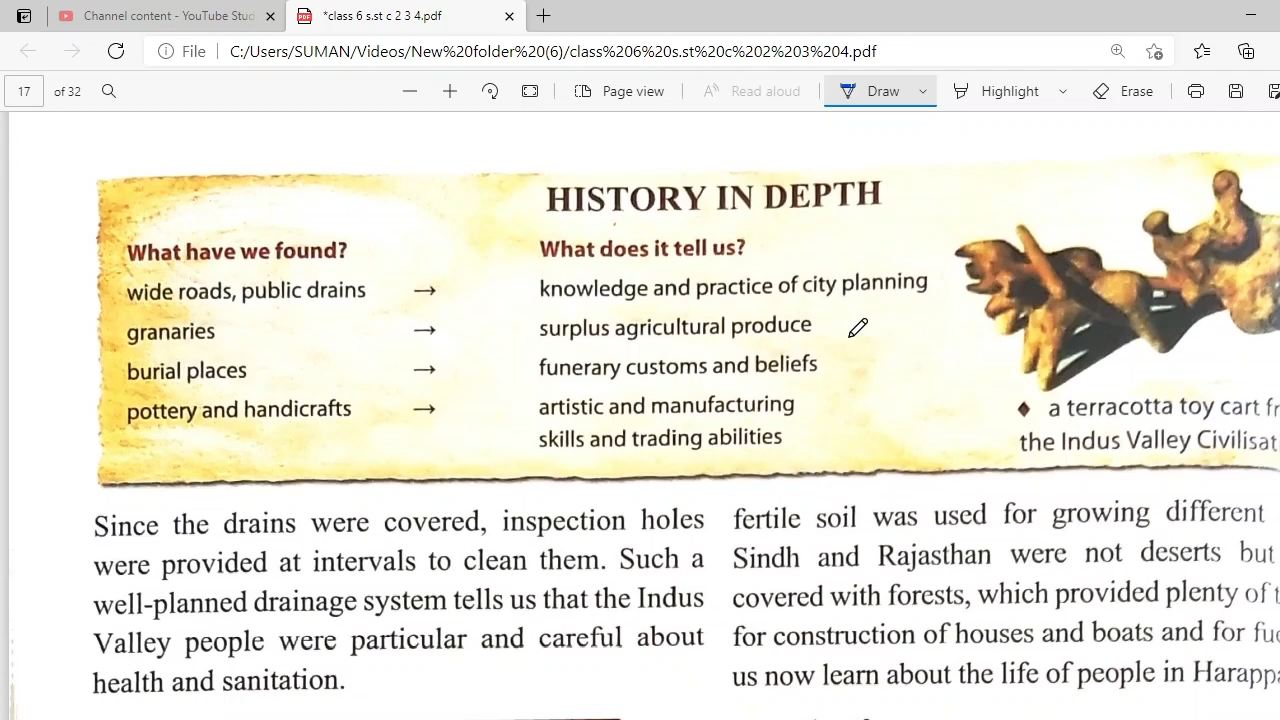 Channel content - YouTube Stud
*class 6 s.st c 2 3 4.pdf
File
C:/Users/SUMAN/Videos/New%20folder%20(6)/class%206%20s.st%20c%202%203%204.pdf
17 of 32
Page view
Read aloud
Draw
Highlight
Erase
HISTORY IN DEPTH
What have we found? What does it tell us?
wide roads, public drains → knowledge and practice of city planning
granaries → surplus agricultural produce
burial places → funerary customs and beliefs
pottery and handicrafts → artistic and manufacturing
skills and trading abilities
♦ a terracotta toy cart fr
the Indus Valley Civilisat
Since the drains were covered, inspection holes
were provided at intervals to clean them. Such a
well-planned drainage system tells us that the Indus
Valley people were particular and careful about
health and sanitation.
fertile soil was used for growing different
Sindh and Rajasthan were not deserts but
covered with forests, which provided plenty of t
for construction of houses and boats and for fue
us now learn about the life of people in Harappa